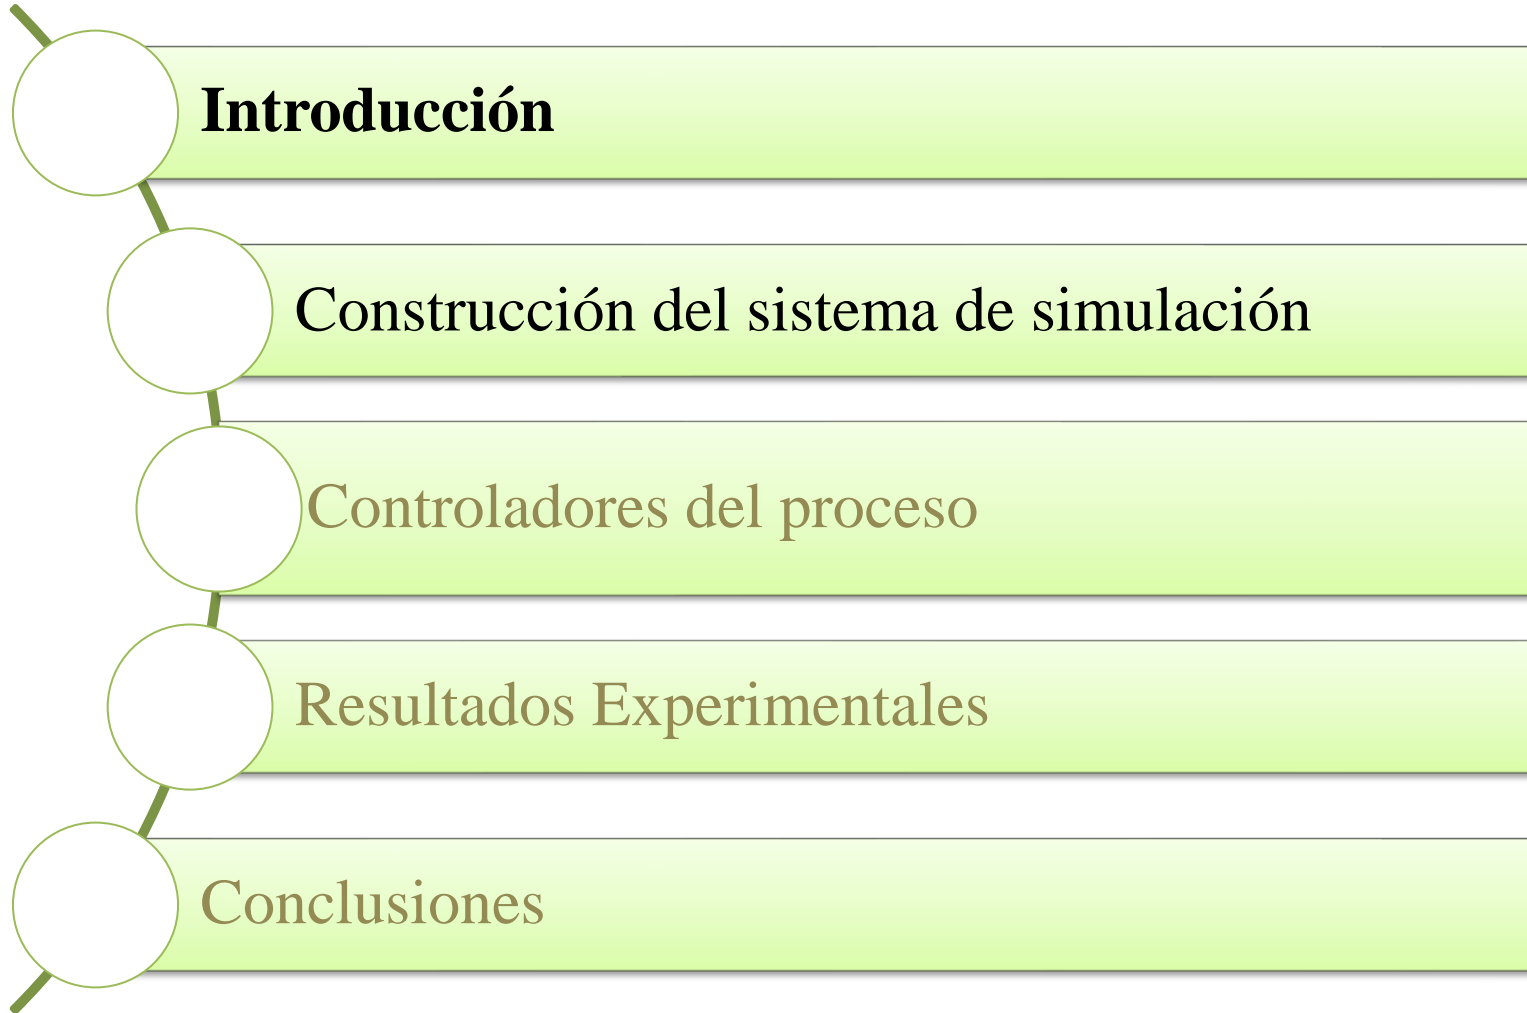 Introducción
Construcción del sistema de simulación
Controladores del proceso
Resultados Experimentales
Conclusiones